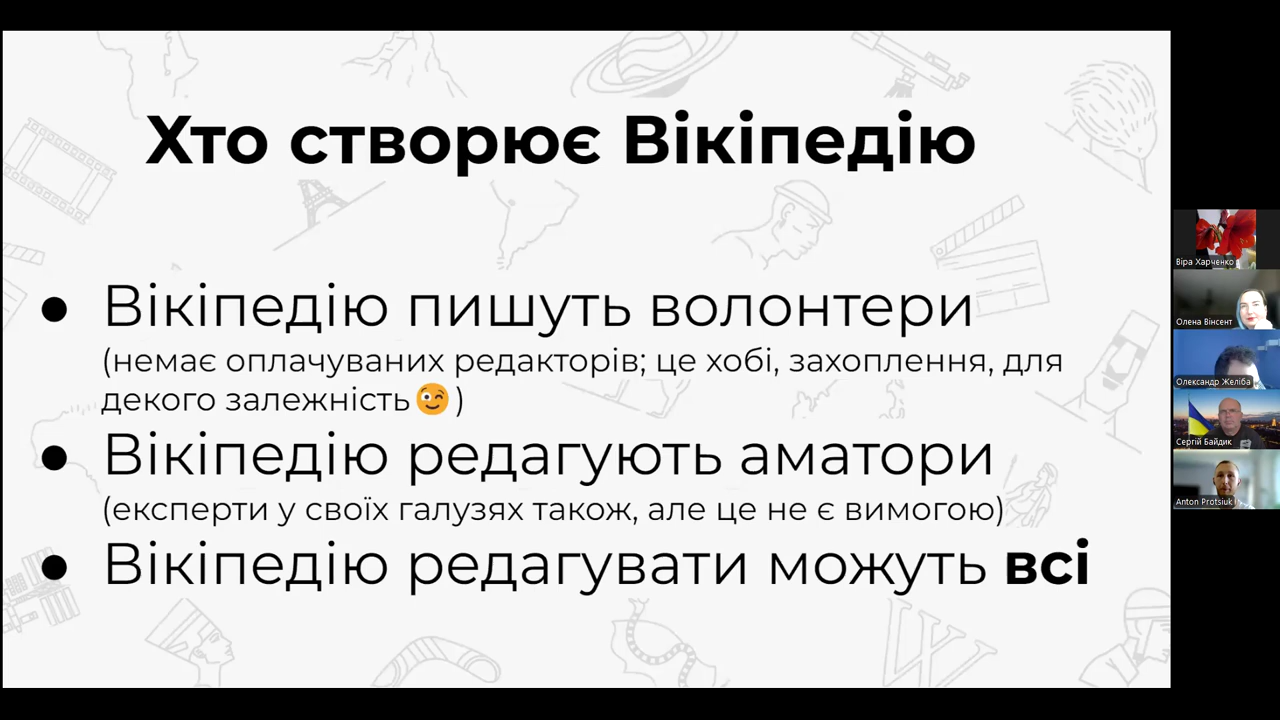 Хто створює Вікіпедію
● Вікіпедію пишуть волонтери
(немає оплачуваних редакторів; це хобі, захоплення, для
декого залежність😉)
● Вікіпедію редагують аматори
(експерти у своїх галузях також, але це не є вимогою)
● Вікіпедію редагувати можуть всі
Віра Харченко
Олена Вінсент
Олександр Желіба
Сергій Байдик
Anton Protsiuk